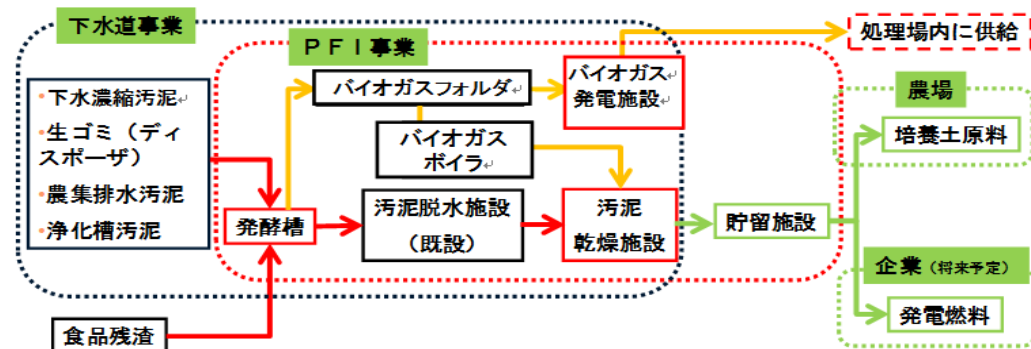 下水道事業
ＰＦＩ事業
処理場内に供給
・下水濃縮汚泥
・生ゴミ（ディ
スポーザ）
・農集排水汚泥
・浄化槽汚泥
バイオガスフォルダ
バイオガス
発電施設
バイオガス
ボイラ
農場
培養土原料
発酵槽
汚泥脱水施設
（既設）
汚泥
乾燥施設
貯留施設
企業（将来予定）
発電燃料
食品残渣